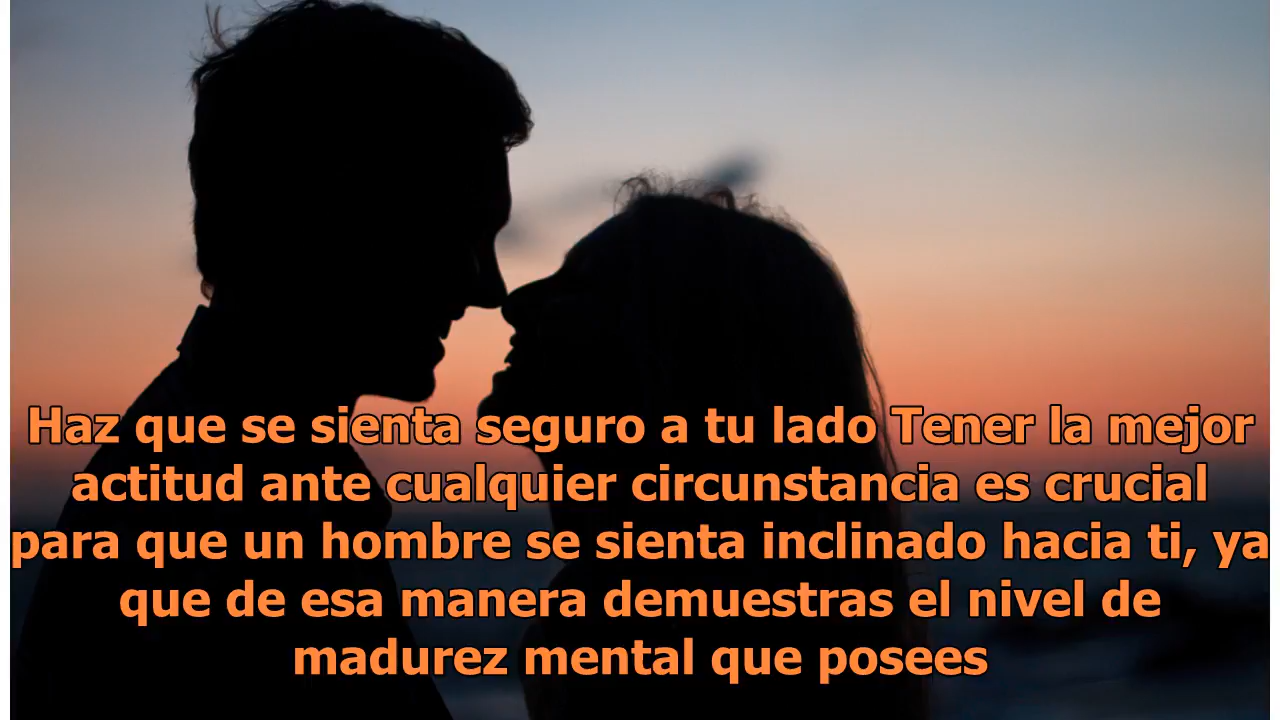 Haz que se sienta seguro a tu lado Tener la mejor
actitud ante cualquier circunstancia es crucial
para que un hombre se sienta inclinado hacia ti, ya
que de esa manera demuestras el nivel de
madurez mental que posees